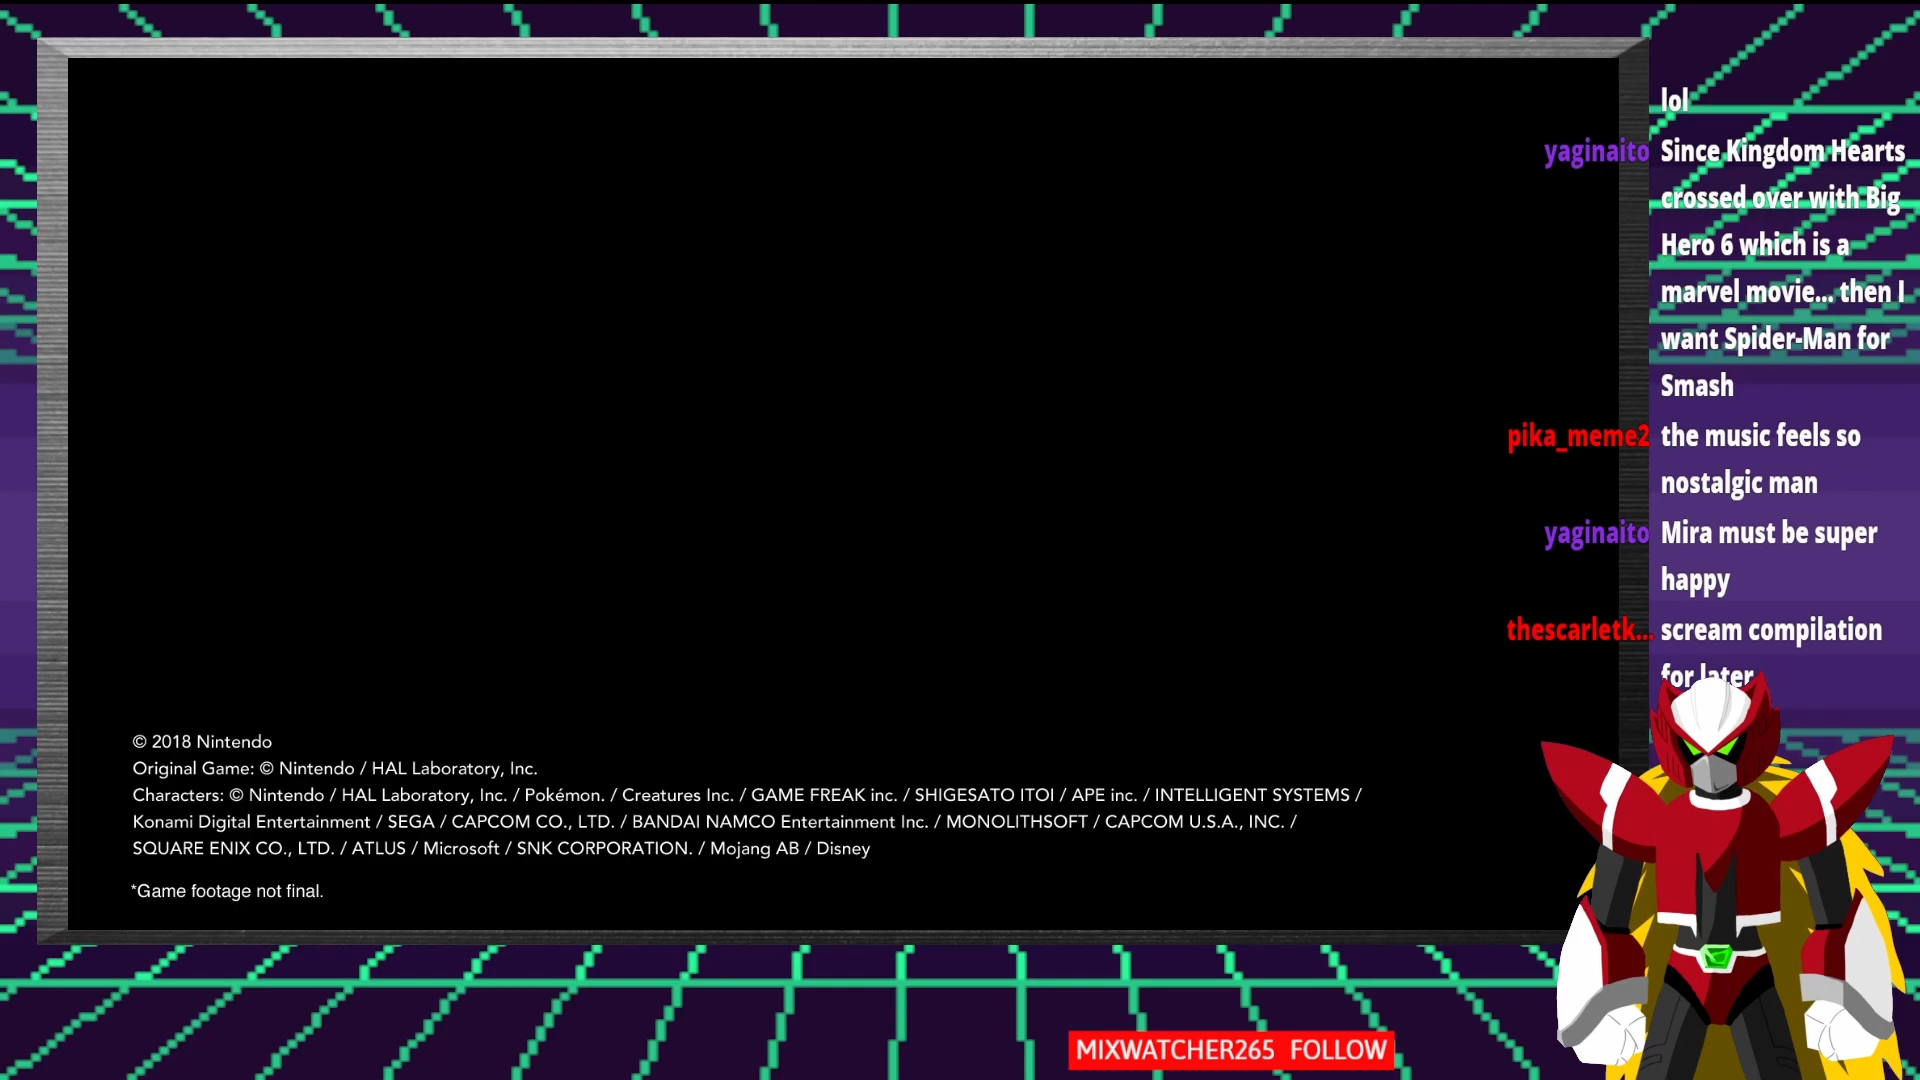 lol
yaginaito Since Kingdom Hearts
crossed over with Big
Hero 6 which is a
marvel movie... then I
want Spider-Man for
Smash
pika_meme2 the music feels so
nostalgic man
yaginaito Mira must be super
happy
thescarletk... scream compilation
for later
© 2018 Nintendo
Original Game: © Nintendo / HAL Laboratory, Inc.
Characters: © Nintendo / HAL Laboratory, Inc. / Pokémon. / Creatures Inc. / GAME FREAK inc. / SHIGESATO ITOI / APE inc. / INTELLIGENT SYSTEMS /
Konami Digital Entertainment / SEGA / CAPCOM CO., LTD. / BANDAI NAMCO Entertainment Inc. / MONOLITHSOFT / CAPCOM U.S.A., INC. /
SQUARE ENIX CO., LTD. / ATLUS / Microsoft / SNK CORPORATION. / Mojang AB / Disney
*Game footage not final.
MIXWATCHER265 FOLLOW